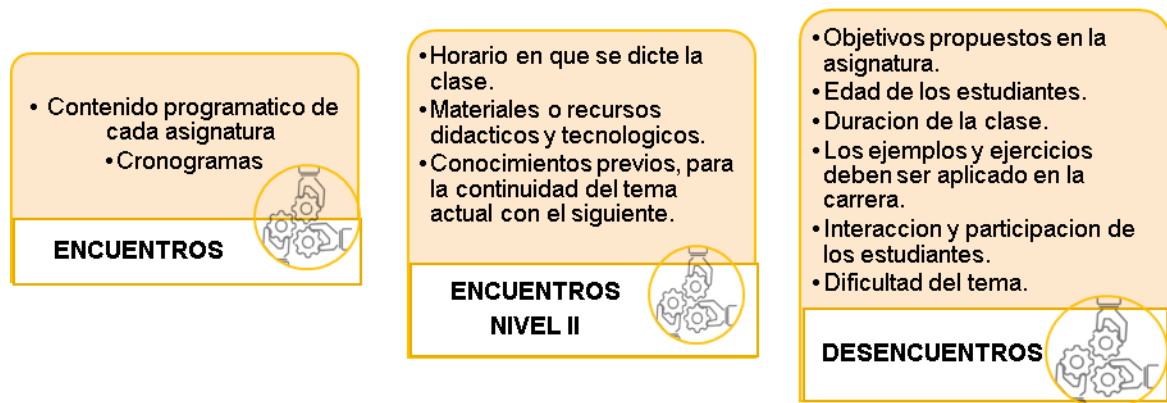 • Contenido programatico de
cada asignatura
•Cronogramas
ENCUENTROS
•Horario en que se dicte la
clase.
•Materiales o recursos
didacticos y tecnologicos.
•Conocimientos previos, para
la continuidad del tema
actual con el siguiente.
ENCUENTROS
NIVEL II
•Objetivos propuestos en la
asignatura.
•Edad de los estudiantes.
•Duracion de la clase.
•Los ejemplos y ejercicios
deben ser aplicado en la
carrera.
•Interaccion y participacion de
los estudiantes.
•Dificultad del tema.
DESENCUENTROS